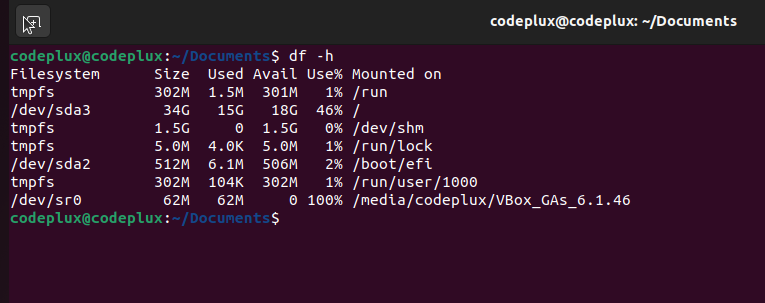 codeplux@codeplux: ~/Documents
codeplux@codeplux:~/Documents$ df -h
Filesystem      Size  Used Avail Use% Mounted on
tmpfs           302M  1.5M  301M   1% /run
/dev/sda3        34G   15G   18G  46% /
tmpfs           1.5G     0  1.5G   0% /dev/shm
tmpfs           5.0M  4.0K  5.0M   1% /run/lock
/dev/sda2       512M  6.1M  506M   2% /boot/efi
tmpfs           302M  104K  302M   1% /run/user/1000
/dev/sr0         62M   62M     0 100% /media/codeplux/VBox_GAs_6.1.46
codeplux@codeplux:~/Documents$